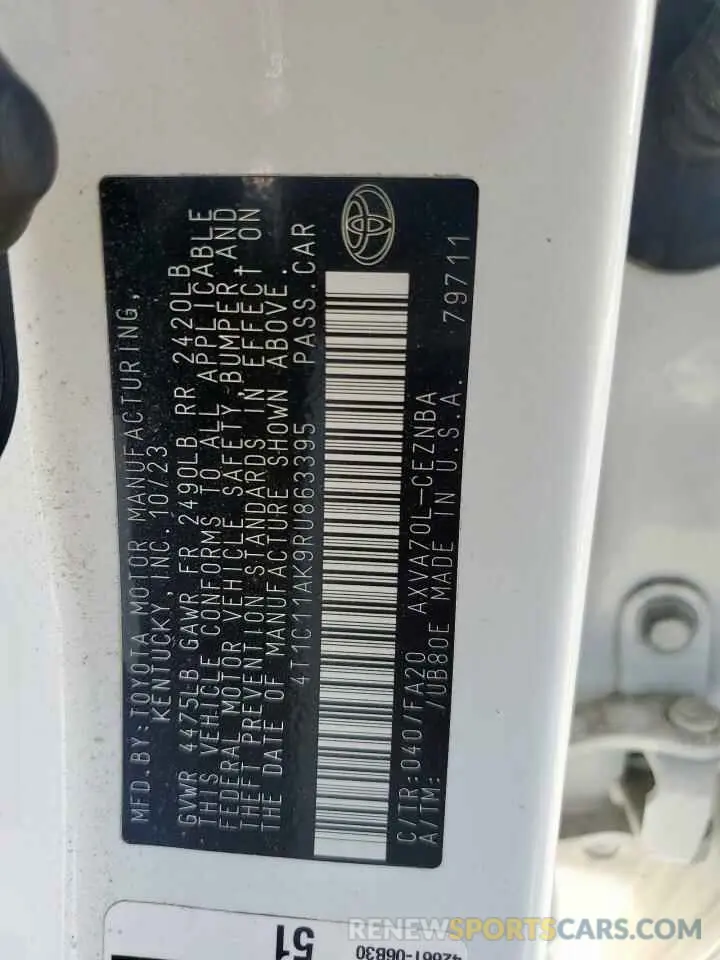 MFD.BY:TOYOTA MOTOR MANUFACTURING,
KENTUCKY, INC. 10/23
GVWR 4475LB GAWR FR 2490LB RR 2420LB
THIS VEHICLE CONFORMS TO ALL APPLICABLE
FEDERAL MOTOR VEHICLE SAFETY, BUMPER, AND
THEFT PREVENTION STANDARDS IN EFFECT ON
THE DATE OF MANUFACTURE SHOWN ABOVE.
4T1C11AK9RU863395 PASS.CAR
C/TR:040/FA20 AXVA70L-CEZNBA
A/TM: /UB80E MADE IN U.S.A. 79711
51
42661-06B30
RENEWSPORTSCARS.COM